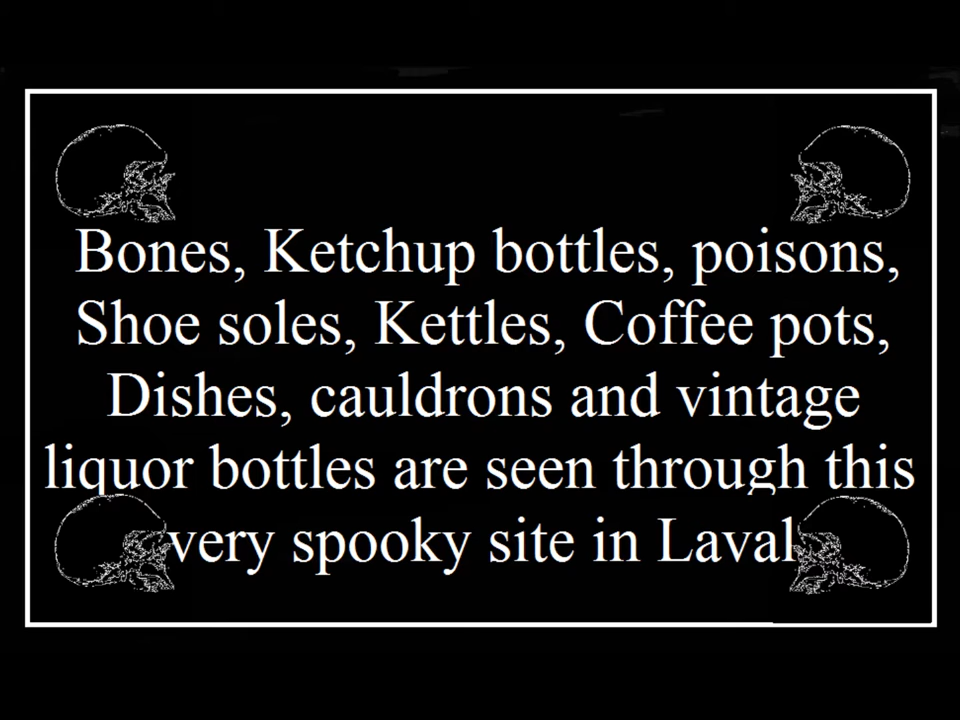 Bones, Ketchup bottles, poisons,
Shoe soles, Kettles, Coffee pots,
Dishes, cauldrons and vintage
liquor bottles are seen through this
very spooky site in Laval